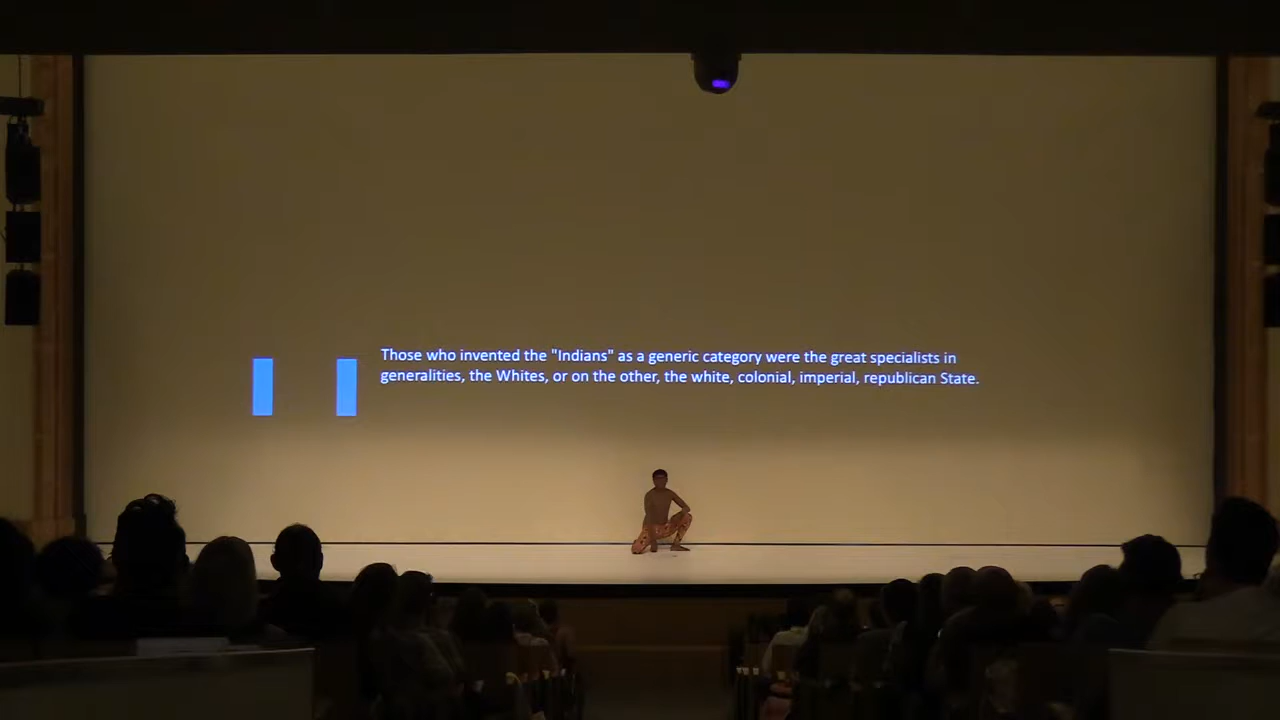 Those who invented the "Indians" as a generic category were the great specialists in
generalities, the Whites, or on the other, the white, colonial, imperial, republican State.